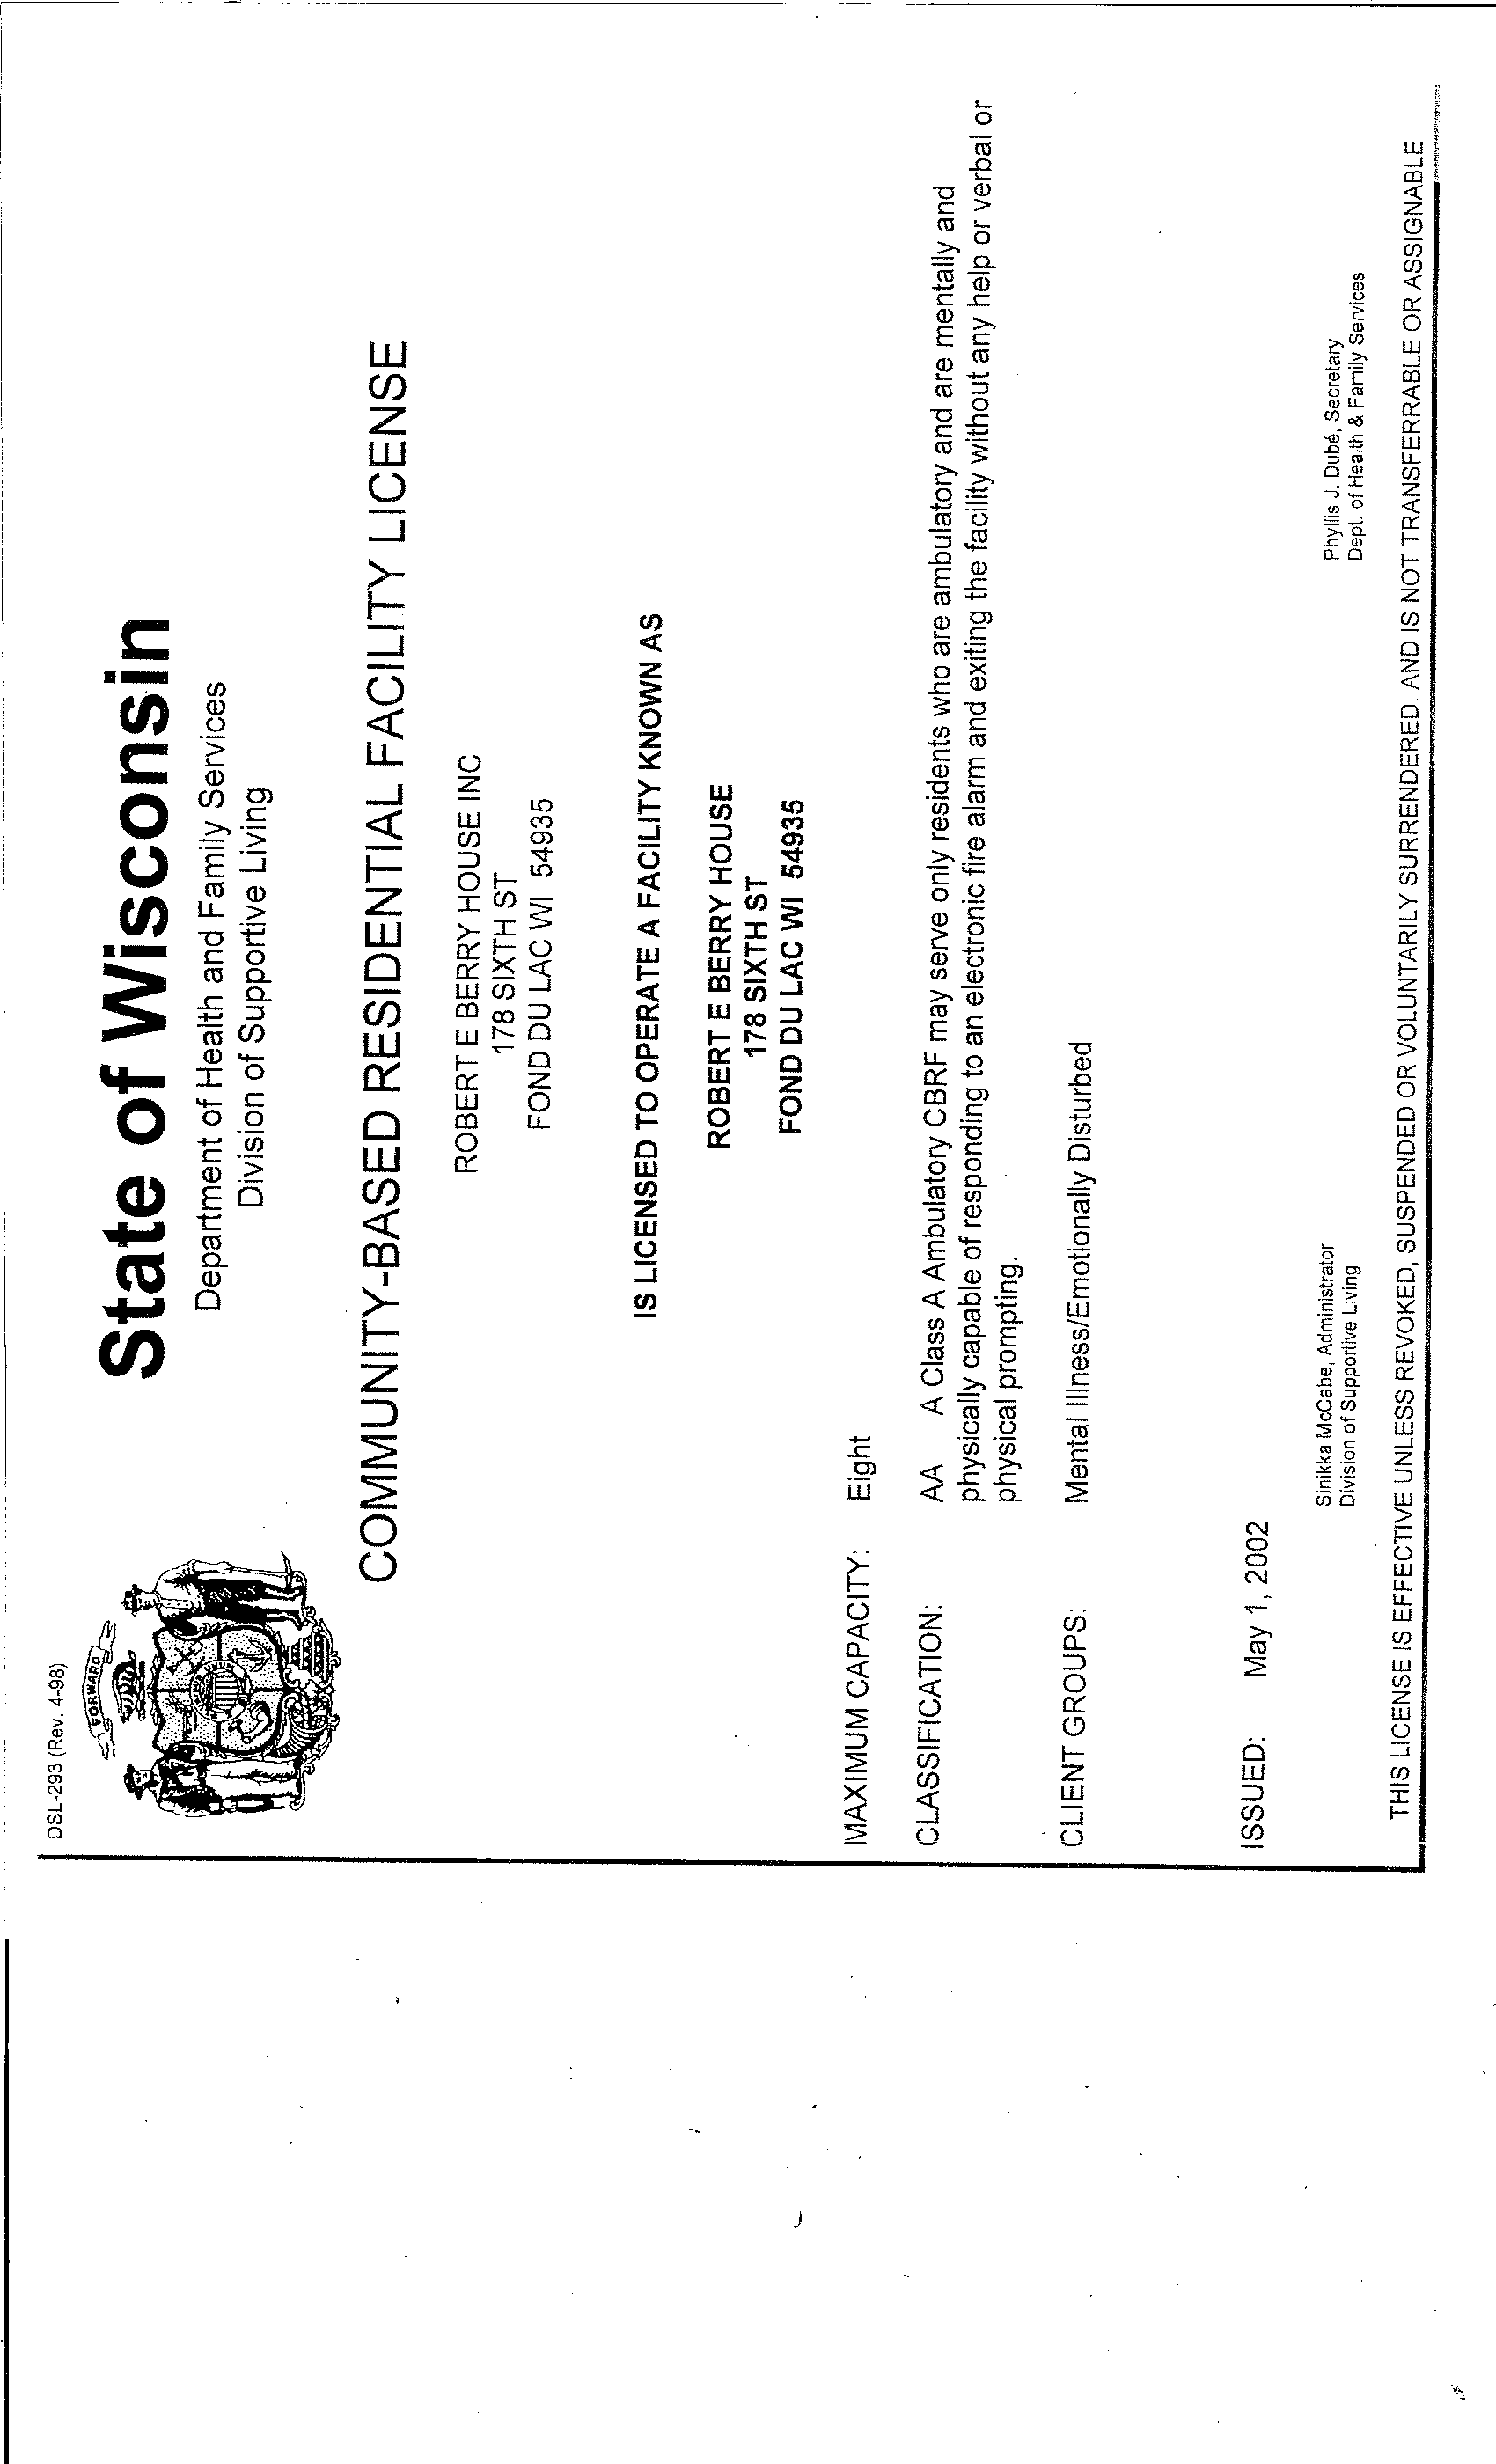 DSL-293 (Rev. 4-98)
FORWARD
State of Wisconsin
Department of Health and Family Services
Division of Supportive Living
COMMUNITY-BASED RESIDENTIAL FACILITY LICENSE
ROBERT E BERRY HOUSE INC
178 SIXTH ST
FOND DU LAC WI 54935
IS LICENSED TO OPERATE A FACILITY KNOWN AS
ROBERT E BERRY HOUSE
178 SIXTH ST
FOND DU LAC WI 54935
MAXIMUM CAPACITY: Eight
CLASSIFICATION: AA A Class A Ambulatory CBRF may serve only residents who are ambulatory and are mentally and
physically capable of responding to an electronic fire alarm and exiting the facility without any help or verbal or
physical prompting.
CLIENT GROUPS: Mental Illness/Emotionally Disturbed
ISSUED: May 1, 2002
Sinikka McCabe, Administrator
Division of Supportive Living
Phyllis J. Dubé, Secretary
Dept. of Health & Family Services
THIS LICENSE IS EFFECTIVE UNLESS REVOKED, SUSPENDED OR VOLUNTARILY SURRENDERED. AND IS NOT TRANSFERRABLE OR ASSIGNABLE